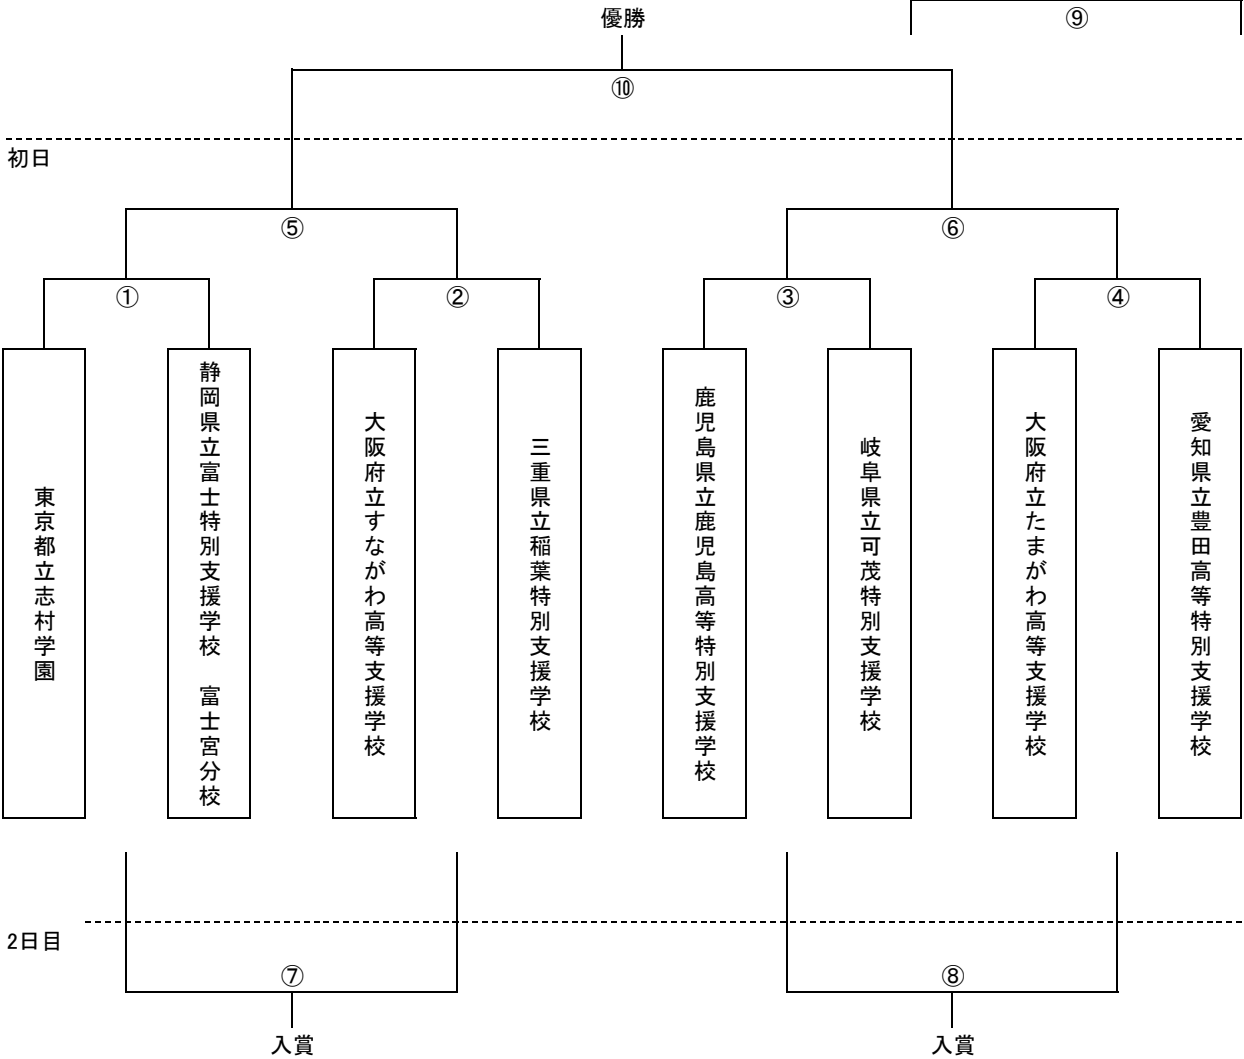 優勝
⑨
⑩
初日
⑤
⑥
①
②
③
④
東京都立志村学園
静岡県立富士特別支援学校　富士宮分校
大阪府立すながわ高等支援学校
三重県立稲葉特別支援学校
鹿児島県立鹿児島高等特別支援学校
岐阜県立可茂特別支援学校
大阪府立たまがわ高等支援学校
愛知県立豊田高等特別支援学校
2日目
⑦
⑧
入賞
入賞